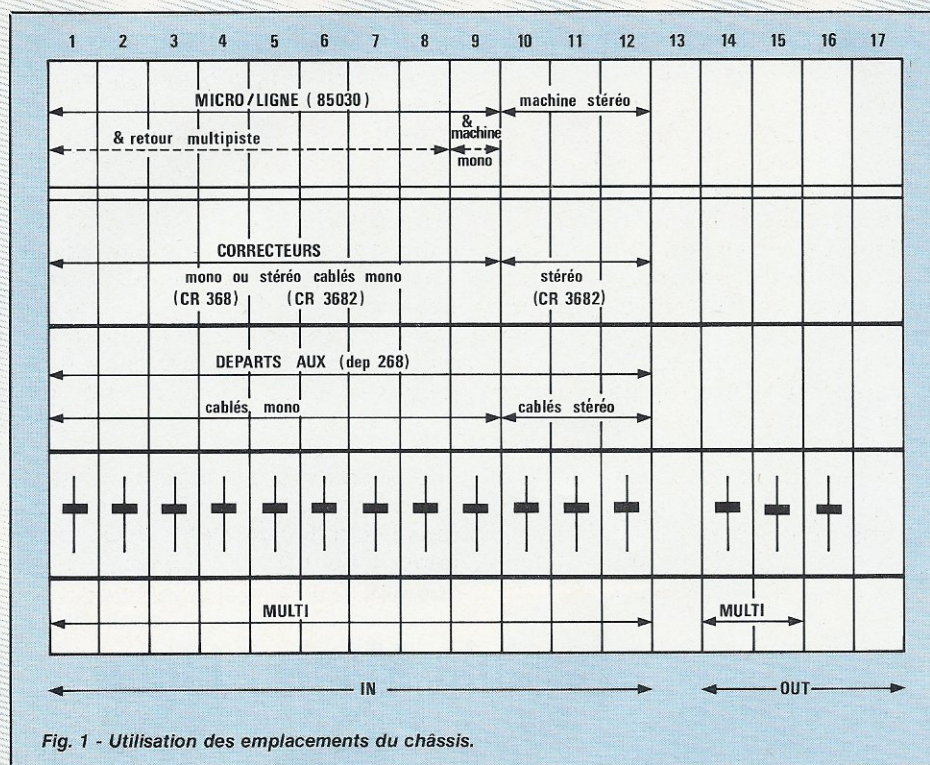 1 2 3 4 5 6 7 8 9 10 11 12 13 14 15 16 17
MICRO/LIGNE (85030)
machine stéréo
& retour multipiste
&
machine
mono
CORRECTEURS
mono ou stéréo cablés mono
(CR 368) (CR 3682)
stéréo
(CR 3682)
DEPARTS AUX (dep 268)
cablés mono
cablés stéréo
MULTI
MULTI
IN
OUT
Fig. 1 - Utilisation des emplacements du châssis.